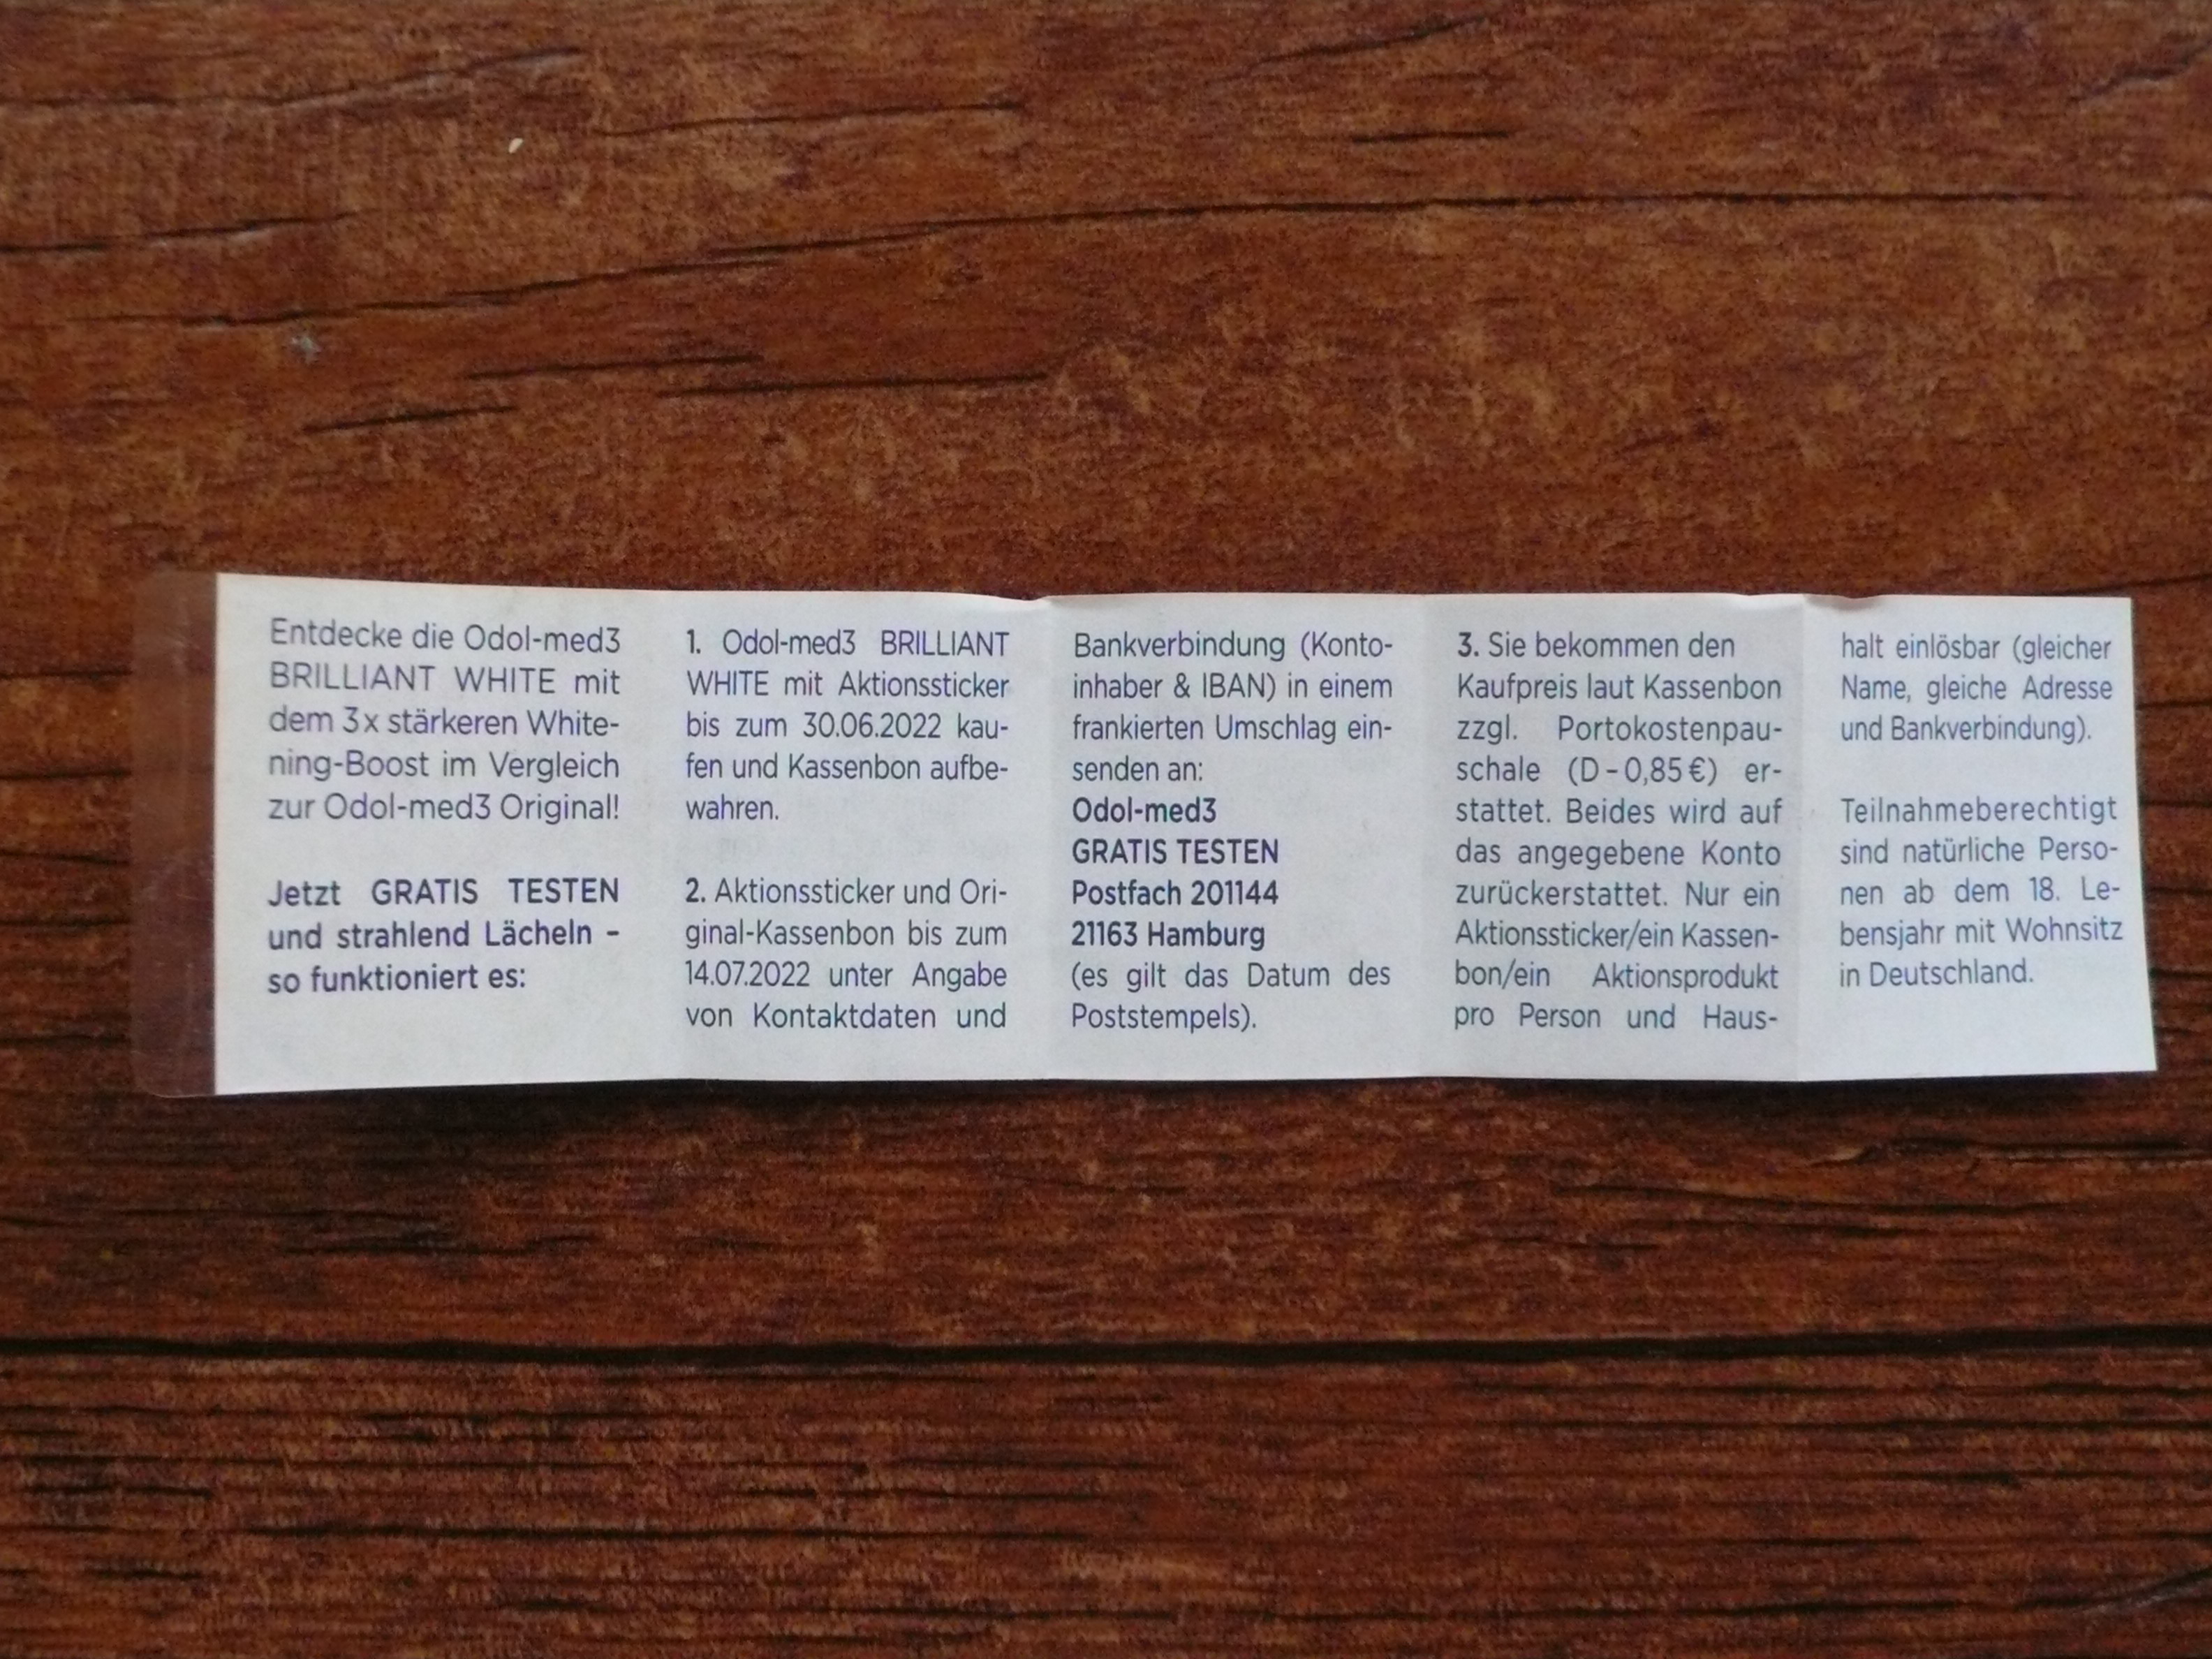 Entdecke die Odol-med3
BRILLIANT WHITE mit
dem 3x stärkeren White-
ning-Boost im Vergleich
zur Odol-med3 Original!
Jetzt GRATIS TESTEN
und strahlend Lächeln –
so funktioniert es:
1. Odol-med3 BRILLIANT
WHITE mit Aktionssticker
bis zum 30.06.2022 kau-
fen und Kassenbon aufbe-
wahren.
2. Aktionssticker und Ori-
ginal-Kassenbon bis zum
14.07.2022 unter Angabe
von Kontaktdaten und
Bankverbindung (Konto-
inhaber & IBAN) in einem
frankierten Umschlag ein-
senden an:
Odol-med3
GRATIS TESTEN
Postfach 201144
21163 Hamburg
(es gilt das Datum des
Poststempels).
3. Sie bekommen den
Kaufpreis laut Kassenbon
zzgl. Portokostenpau-
schale (D – 0,85 €) er-
stattet. Beides wird auf
das angegebene Konto
zurückerstattet. Nur ein
Aktionssticker/ein Kassen-
bon/ein Aktionsprodukt
pro Person und Haus-
halt einlösbar (gleicher
Name, gleiche Adresse
und Bankverbindung).
Teilnahmeberechtigt
sind natürliche Perso-
nen ab dem 18. Le-
bensjahr mit Wohnsitz
in Deutschland.